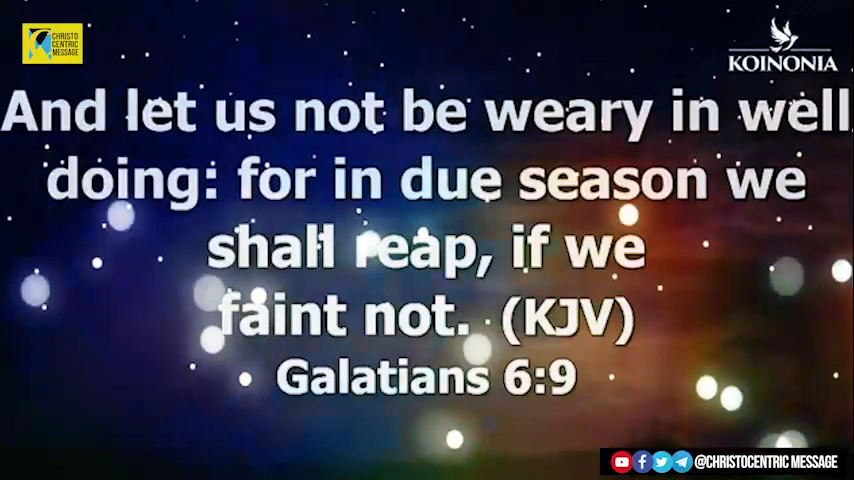 CHRISTO
CENTRIC
MESSAGE
KOINONIA
And let us not be weary in well
doing: for in due season we
shall reap, if we
faint not. (KJV)
Galatians 6:9
@CHRISTOCENTRIC MESSAGE